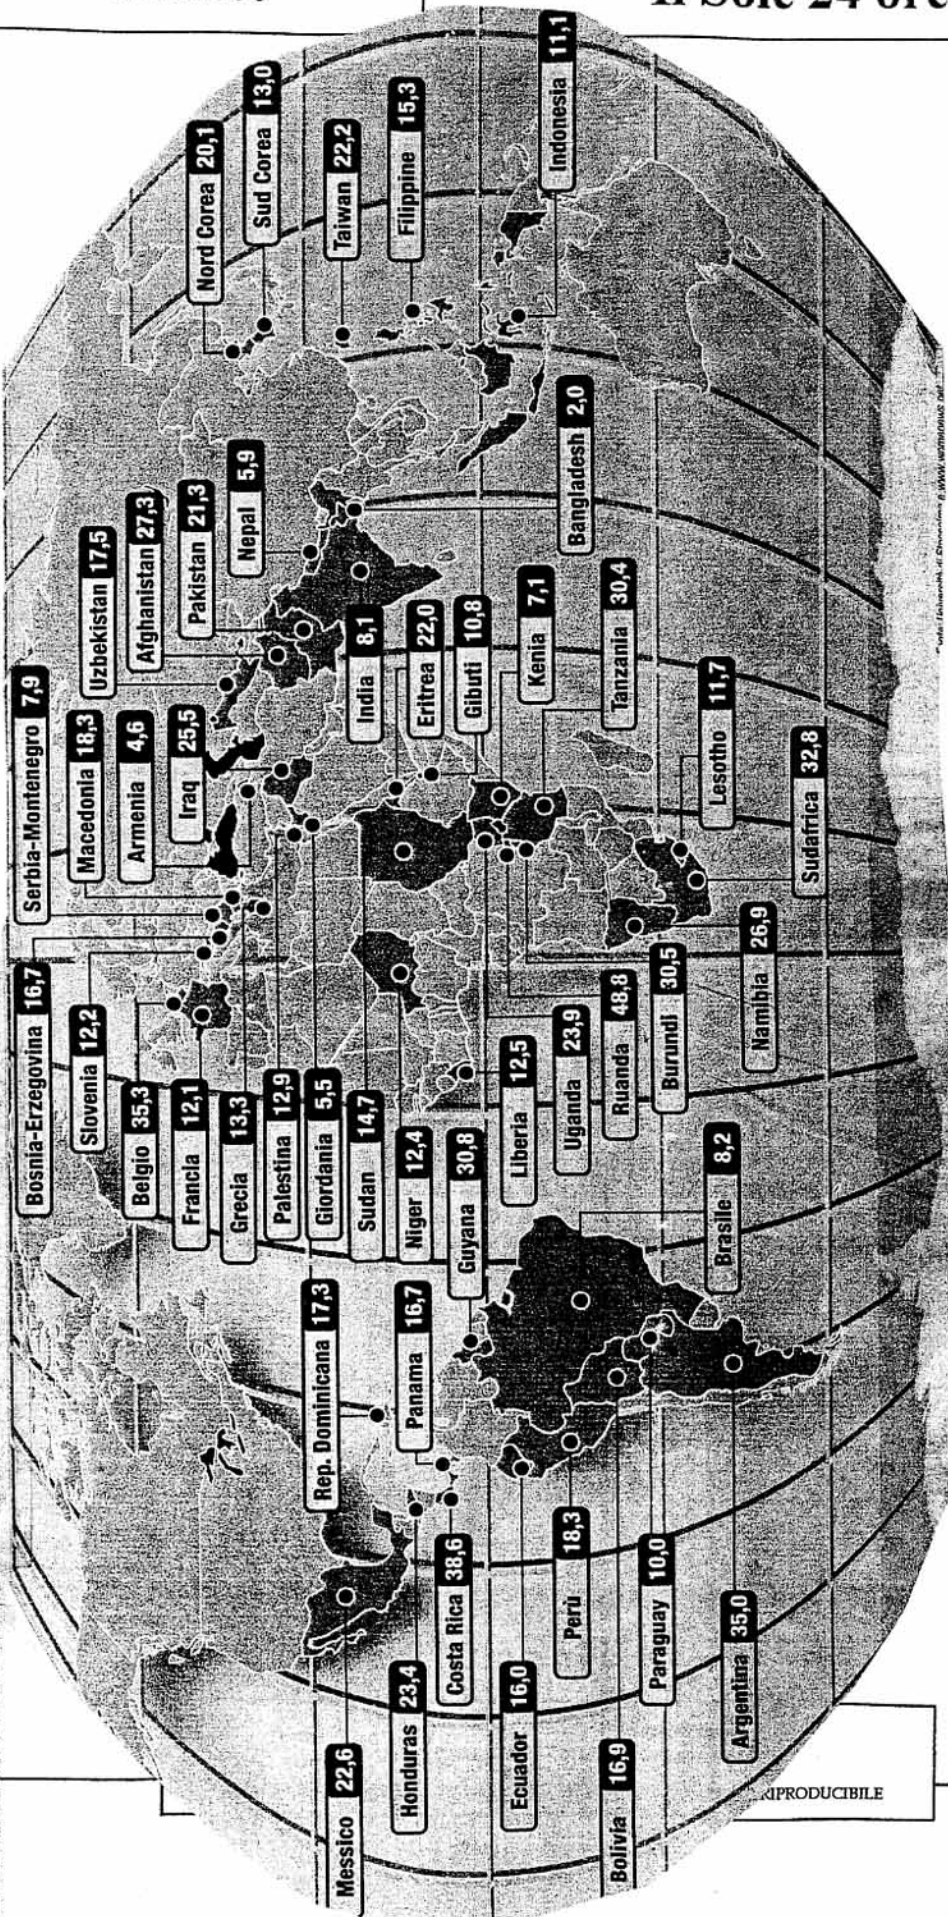 Il Sole 24 ore
Bosnia-Erzegovina 16,7
Serbia-Montenegro 7,9
Slovenia 12,2
Macedonia 18,3
Uzbekistan 17,5
Belgio 35,3
Armenia 4,6
Afghanistan 27,3
Francia 12,1
Iraq 25,5
Pakistan 21,3
Nord Corea 20,1
Grecia 13,3
Nepal 5,9
Sud Corea 13,0
Palestina 12,9
Rep. Dominicana 17,3
Giordania 5,5
Messico 22,6
Sudan 14,7
India 8,1
Taiwan 22,2
Honduras 23,4
Panama 16,7
Niger 12,4
Eritrea 22,0
Filippine 15,3
Costa Rica 38,6
Guyana 30,8
Gibuti 10,8
Ecuador 16,0
Liberia 12,5
Kenia 7,1
Indonesia 11,1
Perù 18,3
Uganda 23,9
Bangladesh 2,0
Bolivia 16,9
Ruanda 48,8
Tanzania 30,4
Paraguay 10,0
Burundi 30,5
Argentina 35,0
Brasile 8,2
Namibia 26,9
Lesotho 11,7
Sudafrica 32,8
RIPRODUCIBILE